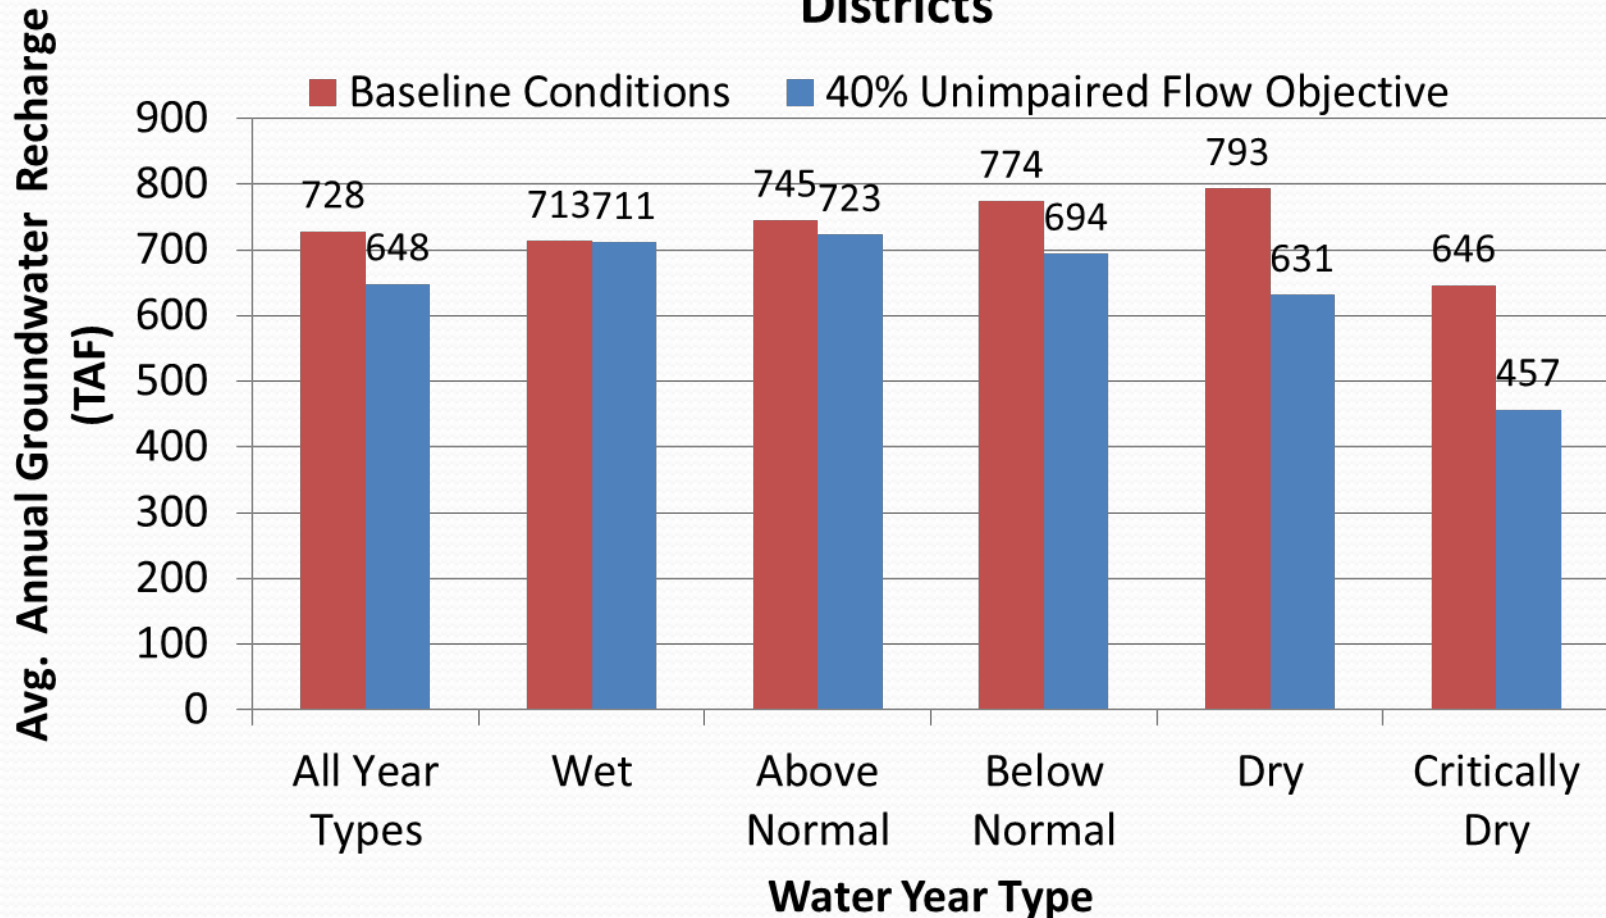 Districts
Baseline Conditions 40% Unimpaired Flow Objective
Avg. Annual Groundwater Recharge
(TAF)
900
800
700
600
500
400
300
200
100
0
728 648 713 711 745 723 774 694 793 631 646 457
All Year Wet Above Below Dry Critically
Types Normal Normal Dry
Water Year Type